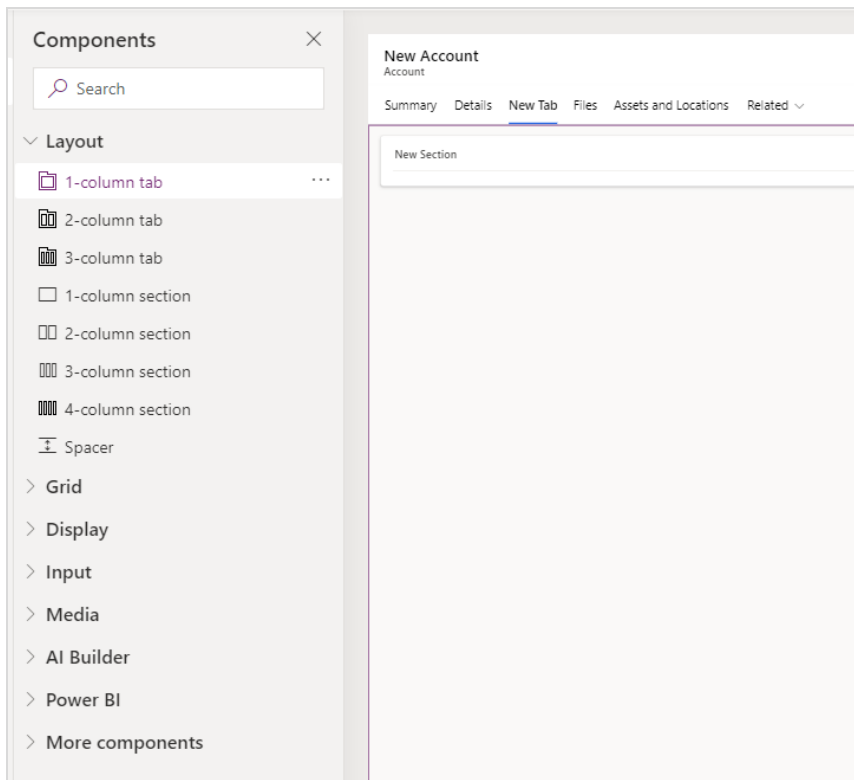 Components
Search
Layout
1-column tab
2-column tab
3-column tab
1-column section
2-column section
3-column section
4-column section
Spacer
Grid
Display
Input
Media
AI Builder
Power BI
More components
New Account
Account
Summary Details New Tab Files Assets and Locations Related
New Section